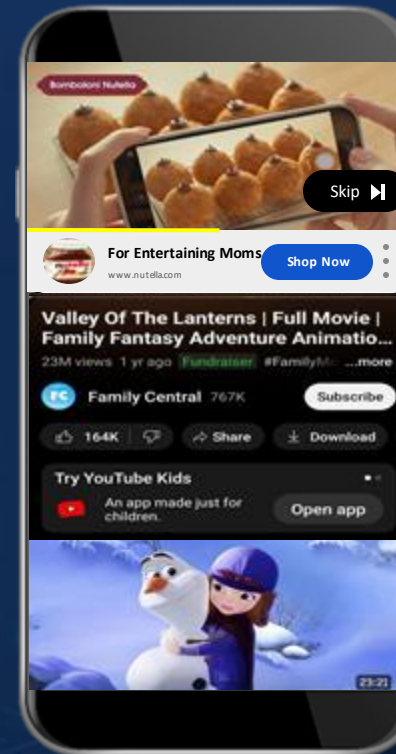 Bomboloni Nutella
Skip
For Entertaining Moms
www.nutella.com
Shop Now
Valley Of The Lanterns | Full Movie |
Family Fantasy Adventure Animatio...
23M views 1 yr ago Fundraiser #FamilyM ...more
FC Family Central 767K Subscribe
164K Share Download
Try YouTube Kids
An app made just for
children.
Open app
23:21